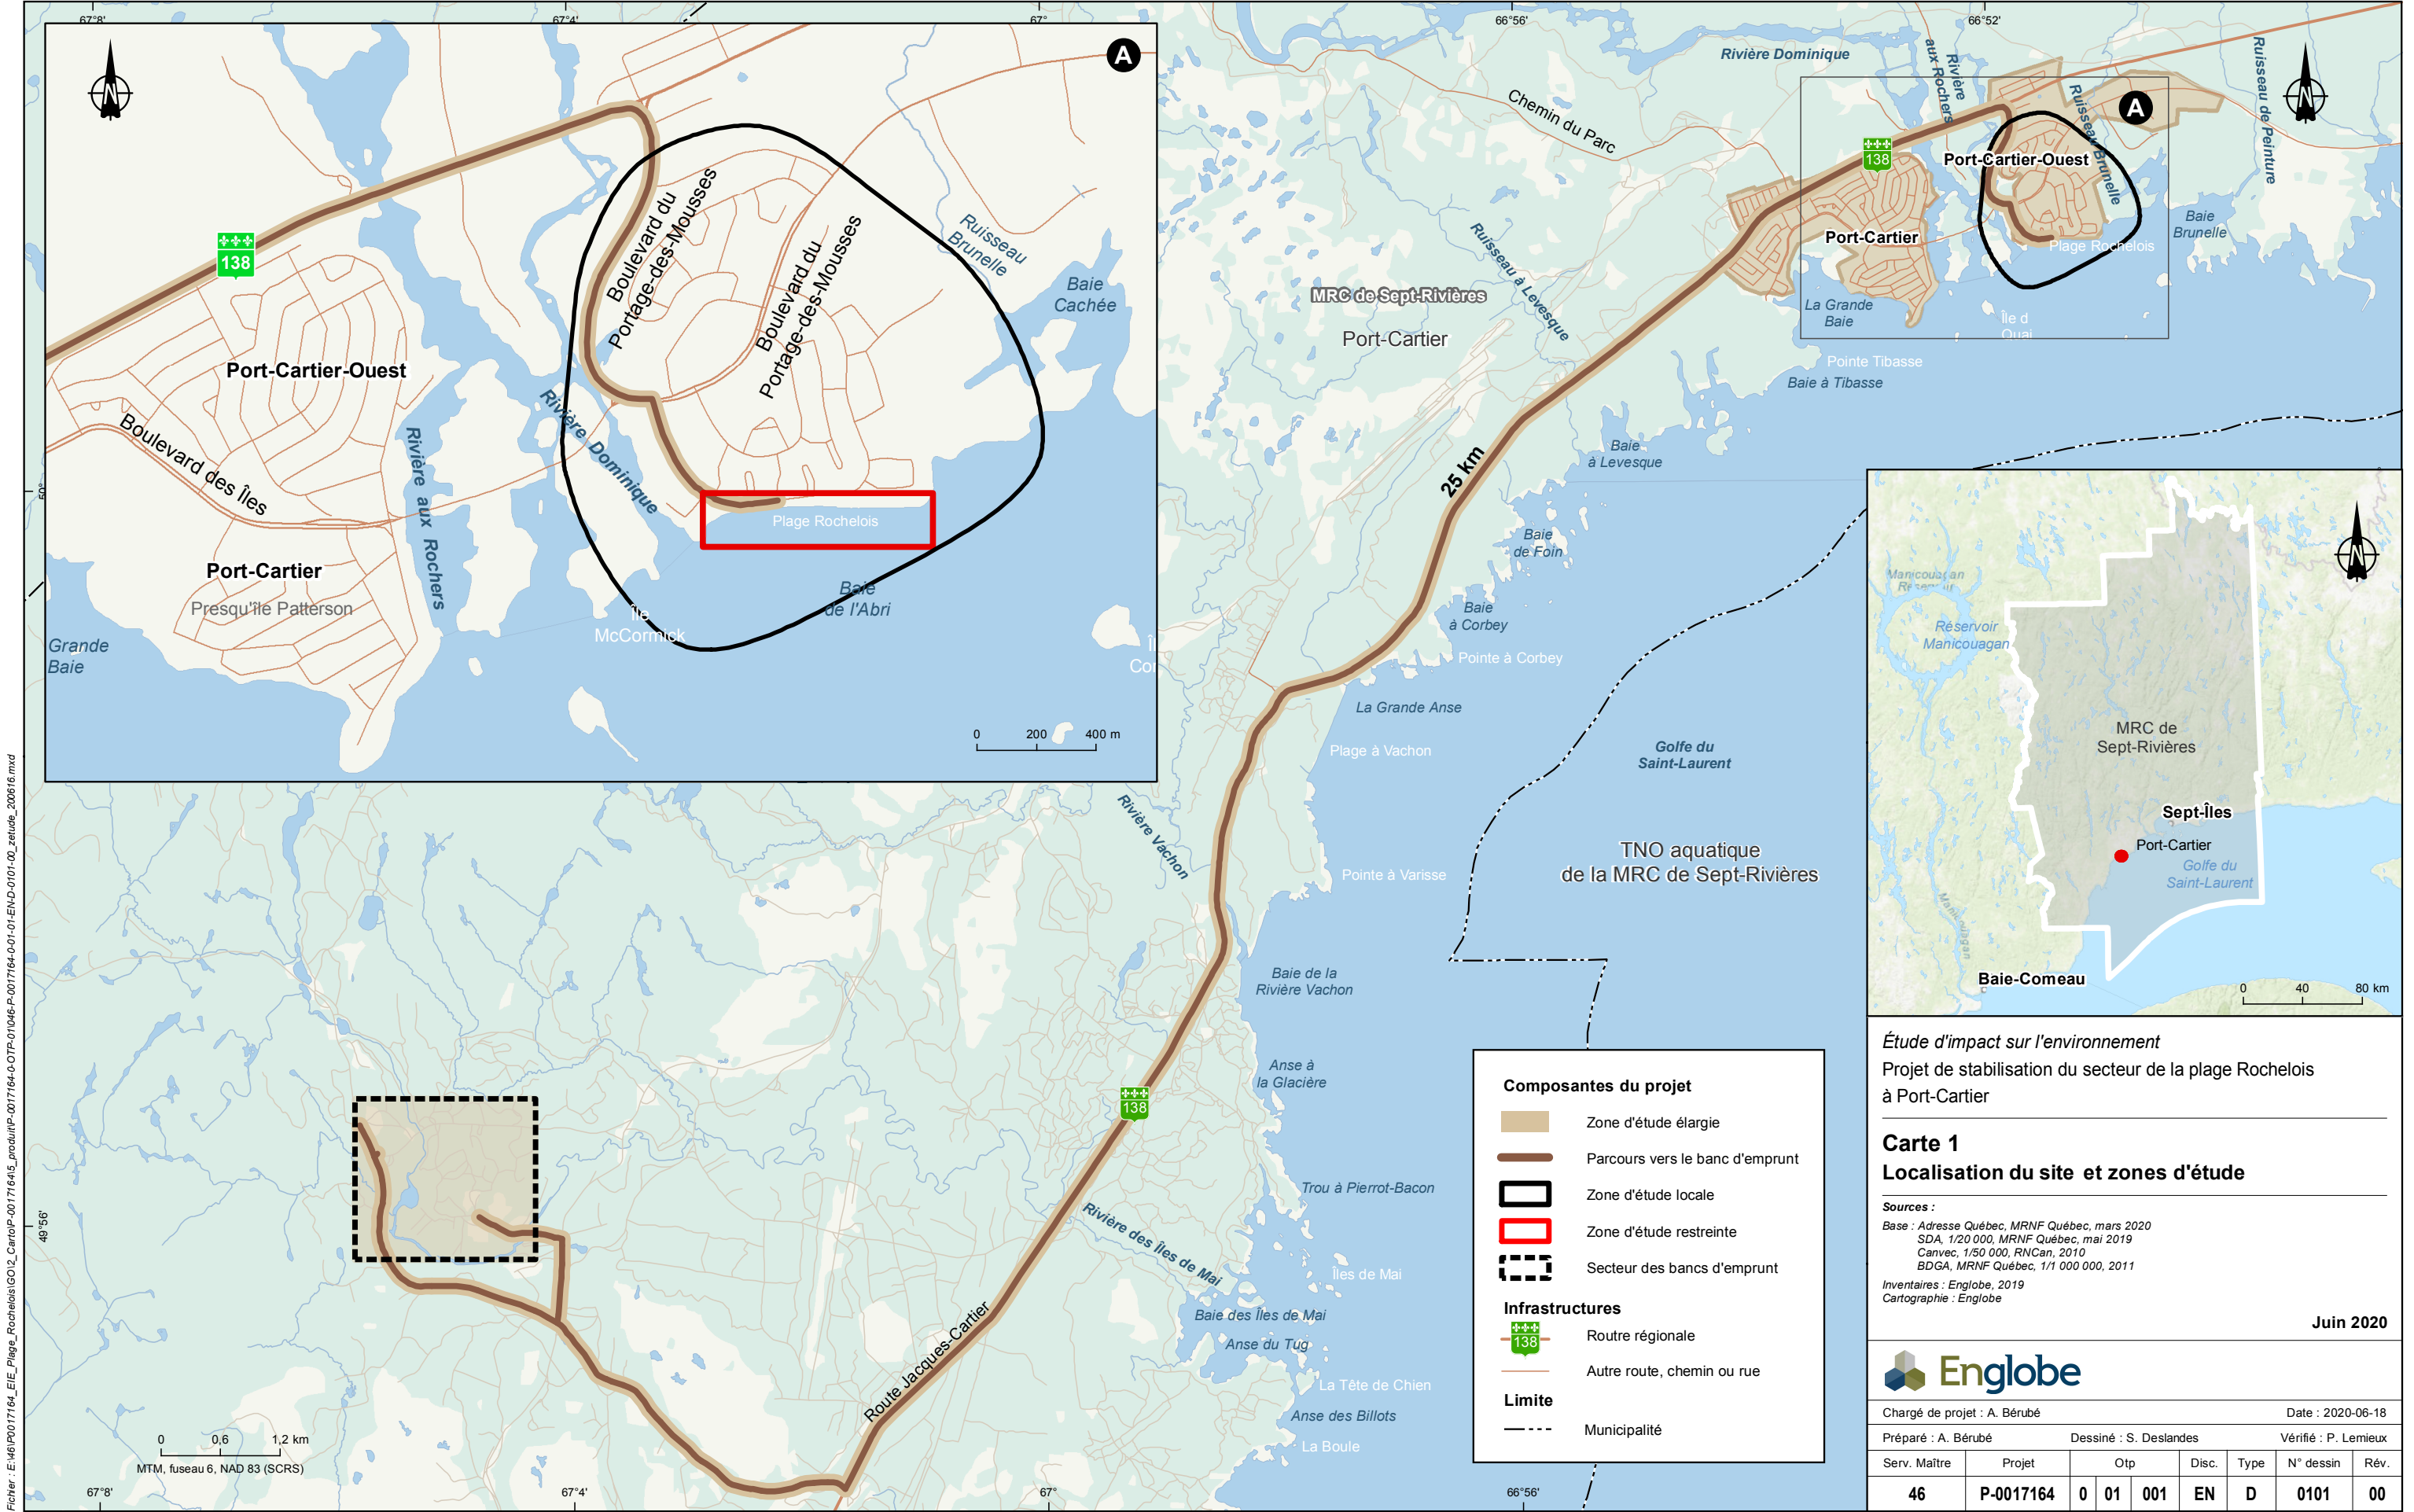 67°8'
67°4'
67°
66°56'
66°52'
A
N
138
Boulevard du
Portage-des-Mousses
Boulevard du
Portage-des-Mousses
Ruisseau
Brunelle
Baie
Cachée
Port-Cartier-Ouest
Boulevard des Îles
Rivière aux Rochers
Rivière Dominique
Plage Rochelois
Port-Cartier
Presqu'île Patterson
Île
McCormick
Baie
de l'Abri
Grande
Baie
0 200 400 m
50°
Rivière Dominique
Rivière
aux Rochers
Ruisseau de Peinture
N
Chemin du Parc
A
Ruisseau Brunelle
138
Port-Cartier-Ouest
Port-Cartier
Plage Rochelois
Baie
Brunelle
La Grande
Baie
Île d
Quai
Pointe Tibasse
Baie à Tibasse
Ruisseau à Levesque
MRC de Sept-Rivières
Port-Cartier
25 km
Baie
à Levesque
Baie
de Foin
Baie
à Corbey
Pointe à Corbey
La Grande Anse
Plage à Vachon
Golfe du
Saint-Laurent
Rivière Vachon
Pointe à Varisse
TNO aquatique
de la MRC de Sept-Rivières
Baie de la
Rivière Vachon
Anse à
la Glacière
138
Trou à Pierrot-Bacon
Rivière des Îles de Mai
Îles de Mai
Baie des Îles de Mai
Anse du Tug
La Tête de Chien
Anse des Billots
La Boule
Route Jacques-Cartier
49°56'
0 0,6 1,2 km
MTM, fuseau 6, NAD 83 (SCRS)
67°8'
67°4'
67°
66°56'
N
Manicouagan
Réservoir
Réservoir
Manicouagan
MRC de
Sept-Rivières
Sept-Îles
Port-Cartier
Golfe du
Saint-Laurent
Manicouagan
Baie-Comeau
0 40 80 km
Composantes du projet
Zone d'étude élargie
Parcours vers le banc d'emprunt
Zone d'étude locale
Zone d'étude restreinte
Secteur des bancs d'emprunt
Infrastructures
138
Routre régionale
Autre route, chemin ou rue
Limite
Municipalité
Étude d'impact sur l'environnement
Projet de stabilisation du secteur de la plage Rochelois
à Port-Cartier
Carte 1
Localisation du site et zones d'étude
Sources :
Base : Adresse Québec, MRNF Québec, mars 2020
SDA, 1/20 000, MRNF Québec, mai 2019
Canvec, 1/50 000, RNCan, 2010
BDGA, MRNF Québec, 1/1 000 000, 2011
Inventaires : Englobe, 2019
Cartographie : Englobe
Juin 2020
Englobe
Chargé de projet : A. Bérubé Date : 2020-06-18
Préparé : A. Bérubé Dessiné : S. Deslandes Vérifié : P. Lemieux
Serv. Maître Projet Otp Disc. Type N° dessin Rév.
46 P-0017164 0 01 001 EN D 0101 00